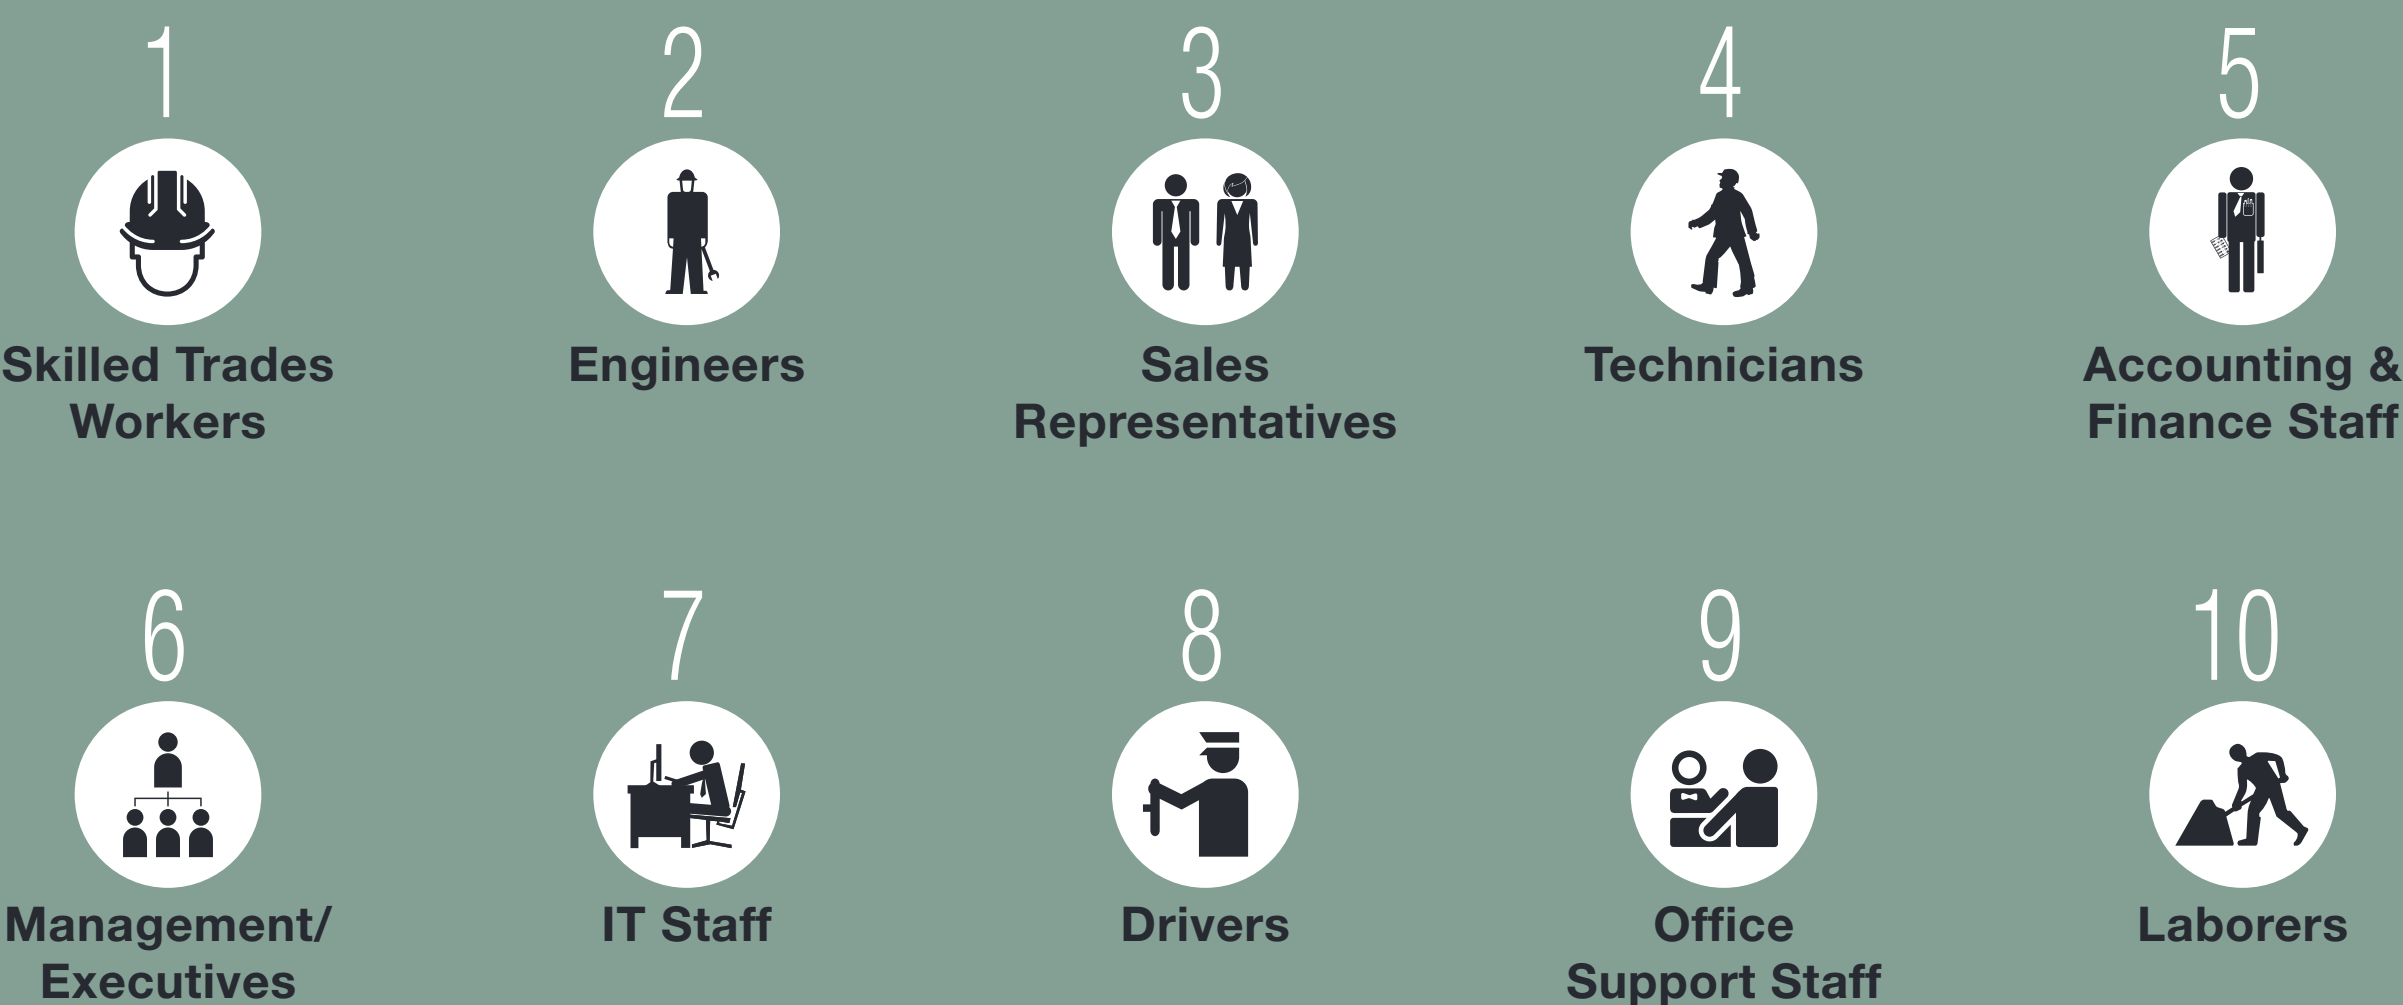 1
2
3
4
5
Skilled Trades
Workers
Engineers
Sales
Representatives
Technicians
Accounting &
Finance Staff
6
7
8
9
10
Management/
Executives
IT Staff
Drivers
Office
Support Staff
Laborers